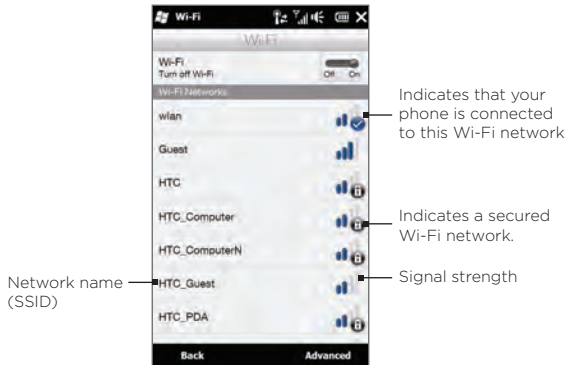 Wi-Fi
Wi-Fi
Wi-Fi
Turn off Wi-Fi
Off On
Wi-Fi Networks
wlan
Guest
HTC
HTC_Computer
HTC_ComputerN
HTC_Guest
HTC_PDA
Back Advanced
Indicates that your
phone is connected
to this Wi-Fi network
Indicates a secured
Wi-Fi network.
Signal strength
Network name
(SSID)